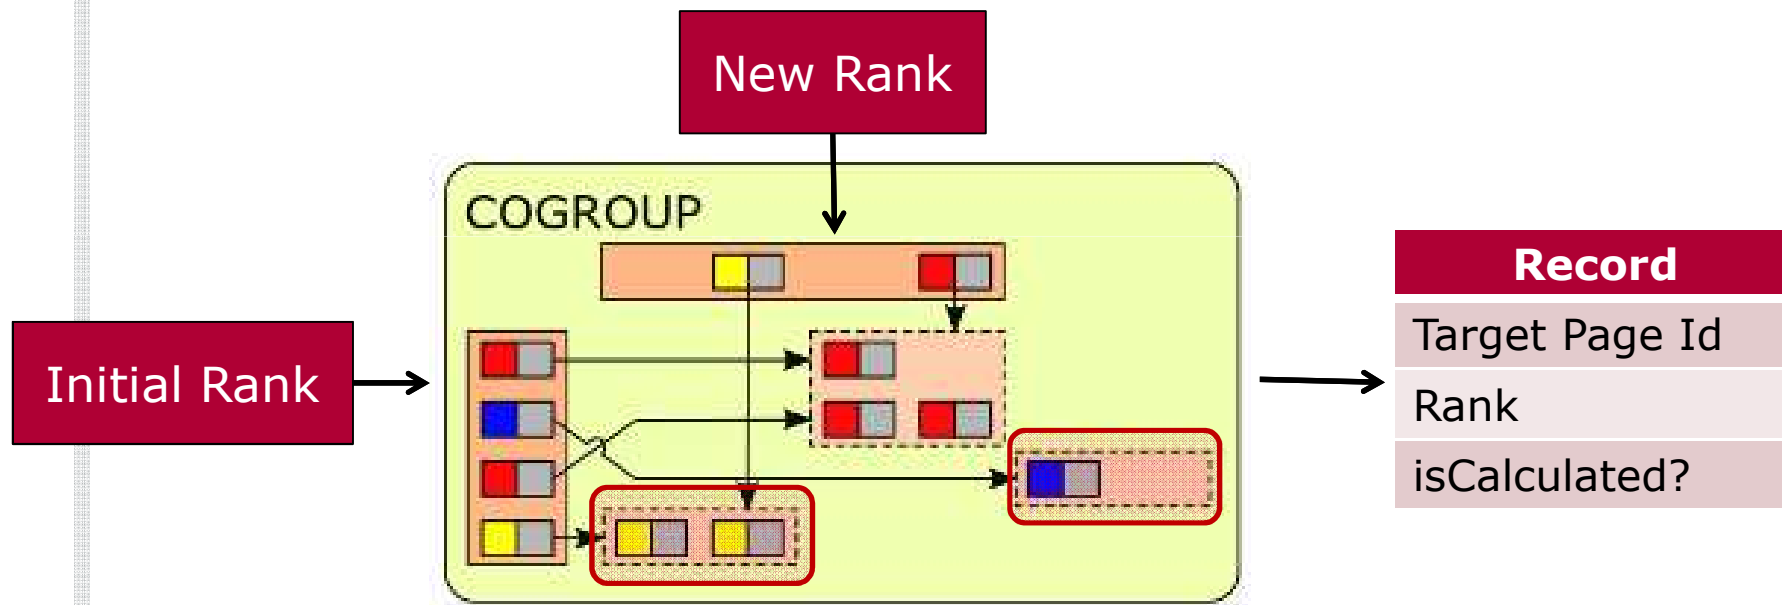 New Rank
COGROUP
Initial Rank
Record
Target Page Id
Rank
isCalculated?